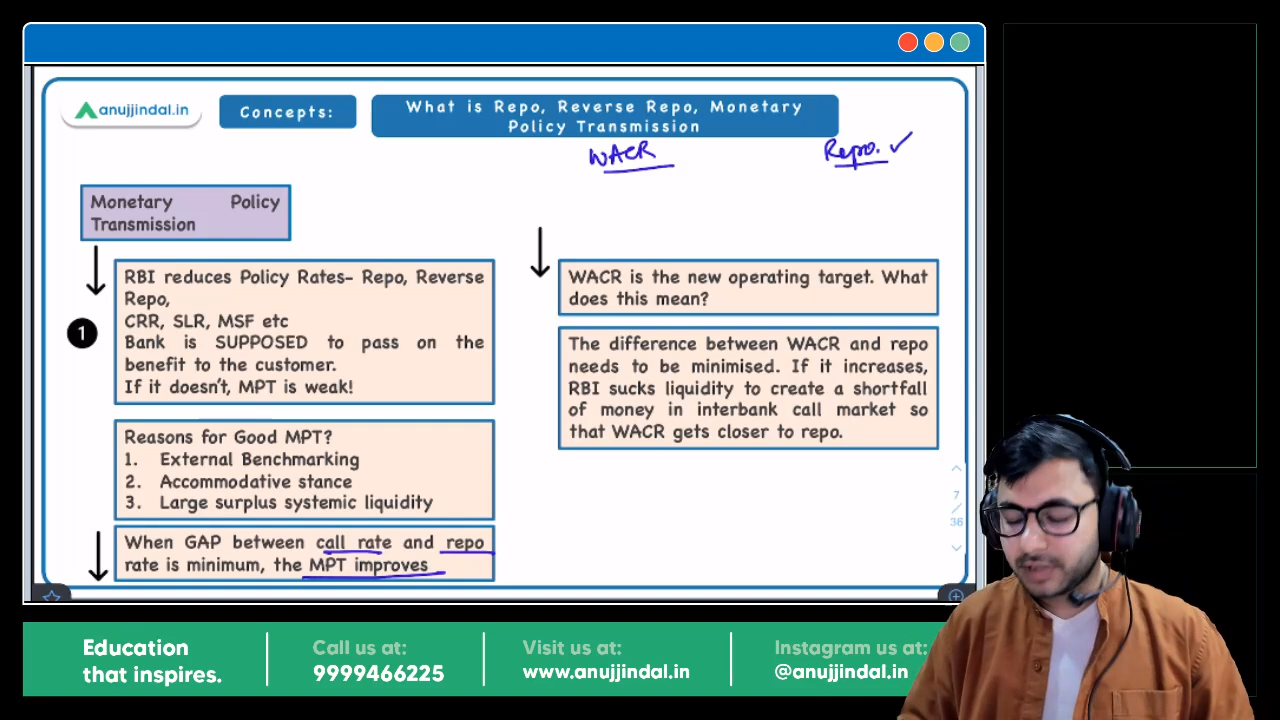 anujjindal.in
Concepts:
What is Repo, Reverse Repo, Monetary
Policy Transmission
WACR
Repo.
Monetary Policy
Transmission
RBI reduces Policy Rates- Repo, Reverse
Repo,
CRR, SLR, MSF etc
Bank is SUPPOSED to pass on the
benefit to the customer.
If it doesn't, MPT is weak!
1
Reasons for Good MPT?
1. External Benchmarking
2. Accommodative stance
3. Large surplus systemic liquidity
When GAP between call rate and repo
rate is minimum, the MPT improves
WACR is the new operating target. What
does this mean?
The difference between WACR and repo
needs to be minimised. If it increases,
RBI sucks liquidity to create a shortfall
of money in interbank call market so
that WACR gets closer to repo.
7
/
36
Education
that inspires.
Call us at:
9999466225
Visit us at:
www.anujjindal.in
Instagram us at:
@anujjindal.in